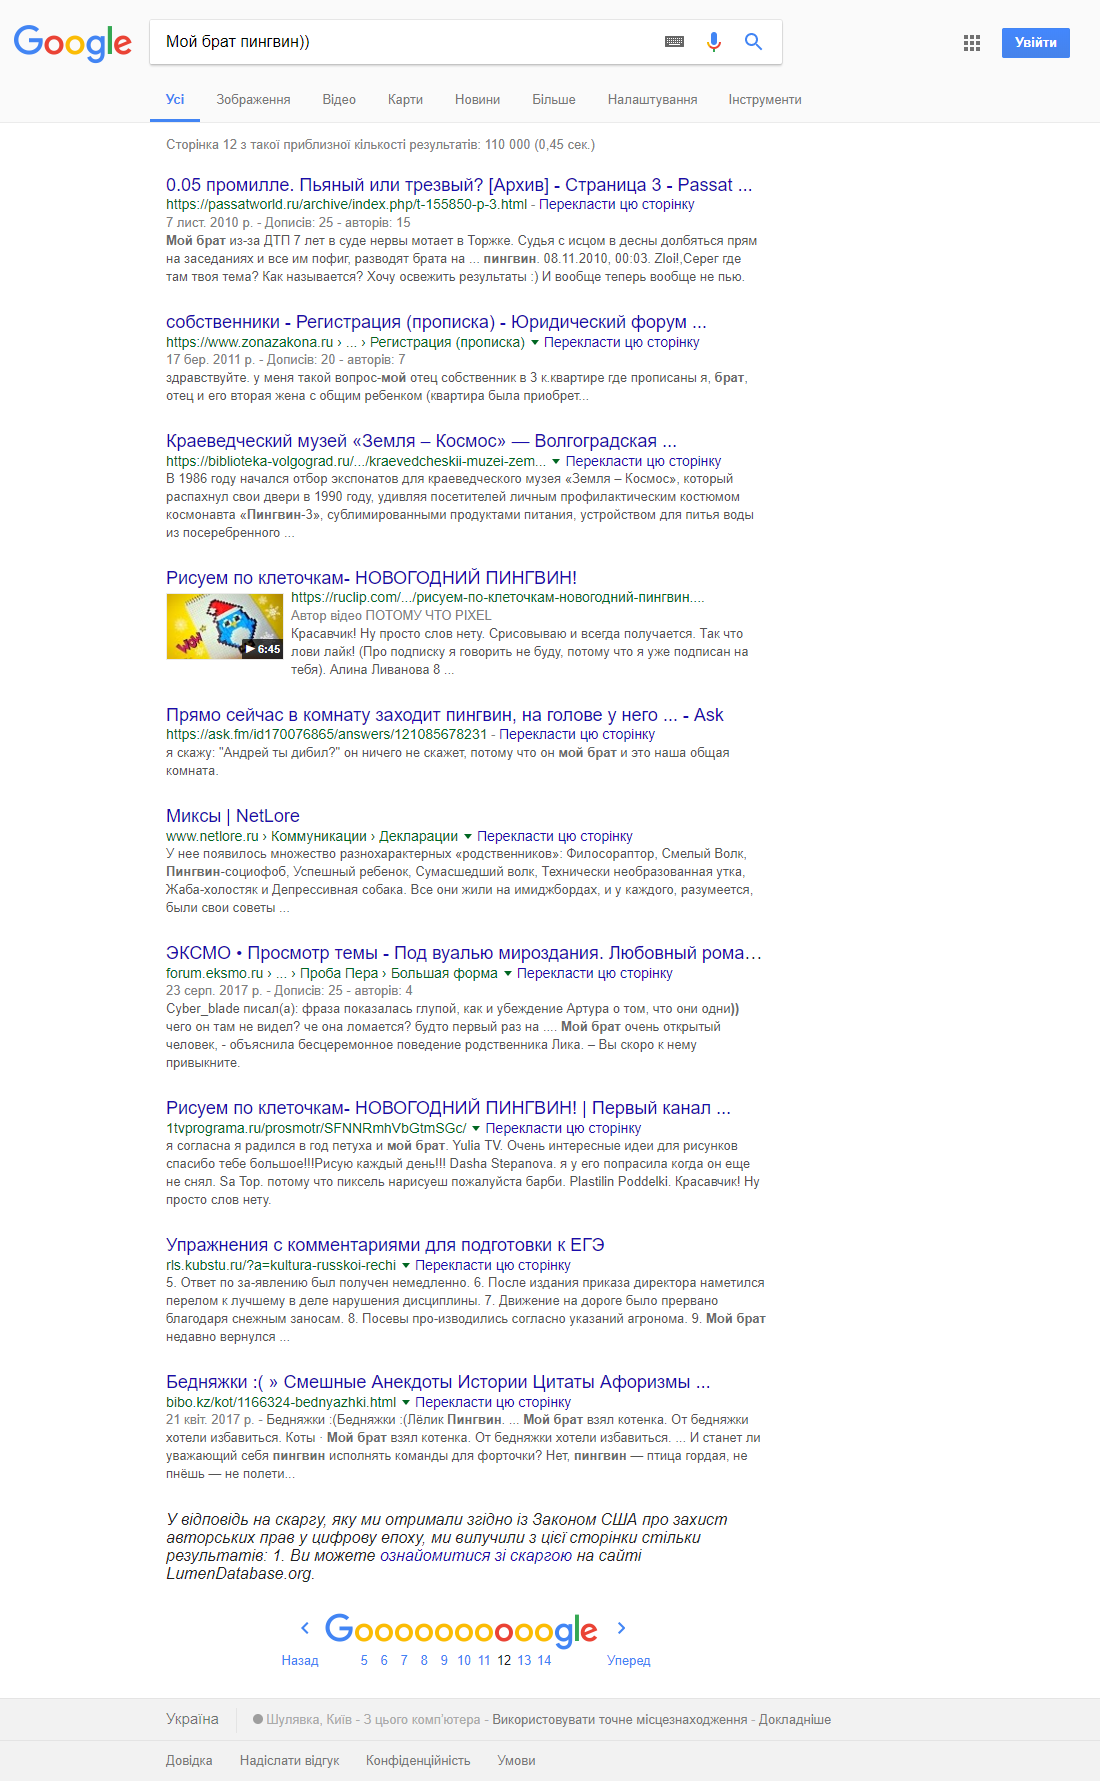 Google
Мой брат пингвин))
Увійти
Усі Зображення Відео Карти Новини Більше Налаштування Інструменти
Сторінка 12 з такої приблизної кількості результатів: 110 000 (0,45 сек.)
0.05 промилле. Пьяный или трезвый? [Архив] - Страница 3 - Passat ...
https://passatworld.ru/archive/index.php/t-155850-p-3.html - Перекласти цю сторінку
7 лист. 2010 р. - Дописів: 25 - авторів: 15
Мой брат из-за ДТП 7 лет в суде нервы мотает в Торжке. Судья с исцом в десны долбяться прям
на заседаниях и все им пофиг, разводят брата на ... пингвин. 08.11.2010, 00:03. Zloi!,Серег где
там твоя тема? Как называется? Хочу освежить результаты :) И вообще теперь вообще не пью.
собственники - Регистрация (прописка) - Юридический форум ...
https://www.zonazakona.ru › ... › Регистрация (прописка) ▼ Перекласти цю сторінку
17 бер. 2011 р. - Дописів: 20 - авторів: 7
здравствуйте. у меня такой вопрос-мой отец собственник в 3 к.квартире где прописаны я, брат,
отец и его вторая жена с общим ребенком (квартира была приобрет...
Краеведческий музей «Земля – Космос» — Волгоградская ...
https://biblioteka-volgograd.ru/.../kraevedcheskii-muzei-zem... ▼ Перекласти цю сторінку
В 1986 году начался отбор экспонатов для краеведческого музея «Земля – Космос», который
распахнул свои двери в 1990 году, удивляя посетителей личным профилактическим костюмом
космонавта «Пингвин-3», сублимированными продуктами питания, устройством для питья воды
из посеребренного ...
Рисуем по клеточкам- НОВОГОДНИЙ ПИНГВИН!
https://ruclip.com/.../рисуем-по-клеточкам-новогодний-пингвин....
Автор відео ПОТОМУ ЧТО PIXEL
Красавчик! Ну просто слов нету. Срисовываю и всегда получается. Так что
лови лайк! (Про подписку я говорить не буду, потому что я уже подписан на
тебя). Алина Ливанова 8 ...
WOW
6:45
Прямо сейчас в комнату заходит пингвин, на голове у него ... - Ask
https://ask.fm/id170076865/answers/121085678231 - Перекласти цю сторінку
я скажу: "Андрей ты дибил?" он ничего не скажет, потому что он мой брат и это наша общая
комната.
Миксы | NetLore
www.netlore.ru › Коммуникации › Декларации ▼ Перекласти цю сторінку
У нее появилось множество разнохарактерных «родственников»: Философаптор, Смелый Волк,
Пингвин-социофоб, Успешный ребенок, Сумасшедший волк, Технически необразованная утка,
Жаба-холостяк и Депрессивная собака. Все они жили на имиджбордах, и у каждого, разумеется,
были свои советы ...
ЭКСМО • Просмотр темы - Под вуалью мироздания. Любовный рома...
forum.eksmo.ru › ... › Проба Пера › Большая форма ▼ Перекласти цю сторінку
23 серп. 2017 р. - Дописів: 25 - авторів: 4
Cyber_blade писал(а): фраза показалась глупой, как и убеждение Артура о том, что они одни))
чего он там не видел? че она ломается? будто первый раз на .... Мой брат очень открытый
человек, - объяснила бесцеремонное поведение родственника Лика. – Вы скоро к нему
привыкните.
Рисуем по клеточкам- НОВОГОДНИЙ ПИНГВИН! | Первый канал ...
1tvprograma.ru/prosmotr/SFNNRmhVbGtmSGc/ ▼ Перекласти цю сторінку
я согласна я радился в год петуха и мой брат. Yulia TV. Очень интересные идеи для рисунков
спасибо тебе большое!!!Рисую каждый день!!! Dasha Stepanova. я у его попрасила когда он еще
не снял. Sa Top. потому что пиксель нарисуеш пожалуйста барби. Plastilin Poddelki. Красавчик! Ну
просто слов нету.
Упражнения с комментариями для подготовки к ЕГЭ
rls.kubstu.ru/?a=kultura-russkoi-rechi ▼ Перекласти цю сторінку
5. Ответ по за-явлению был получен немедленно. 6. После издания приказа директора наметился
перелом к лучшему в деле нарушения дисциплины. 7. Движение на дороге было прервано
благодаря снежным заносам. 8. Посевы про-изводились согласно указаний агронома. 9. Мой брат
недавно вернулся ...
Бедняжки :( » Смешные Анекдоты Истории Цитаты Афоризмы ...
bibo.kz/kot/1166324-bednyazhki.html ▼ Перекласти цю сторінку
21 квіт. 2017 р. - Бедняжки :(Бедняжки :(Лёлик Пингвин. ... Мой брат взял котенка. От бедняжки
хотели избавиться. Коты · Мой брат взял котенка. От бедняжки хотели избавиться. ... И станет ли
уважающий себя пингвин исполнять команды для форточки? Нет, пингвин — птица гордая, не
пнёшь — не полети...
У відповідь на скаргу, яку ми отримали згідно із Законом США про захист
авторських прав у цифрову епоху, ми вилучили з цієї сторінки стільки
результатів: 1. Ви можете ознайомитися зі скаргою на сайті
LumenDatabase.org.
Goooooooooogle
Назад 5 6 7 8 9 10 11 12 13 14 Уперед
Україна Шулявка, Київ - З цього комп'ютера - Використовувати точне місцезнаходження - Докладніше
Довідка Надіслати відгук Конфіденційність Умови